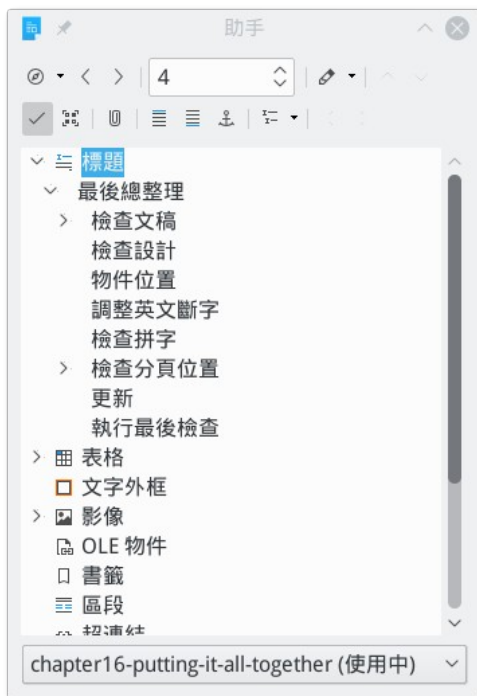 助手
4
標題
最後總整理
檢查文稿
檢查設計
物件位置
調整英文斷字
檢查拼字
檢查分頁位置
更新
執行最後檢查
表格
文字外框
影像
OLE 物件
書籤
區段
超連結
chapter16-putting-it-all-together (使用中)